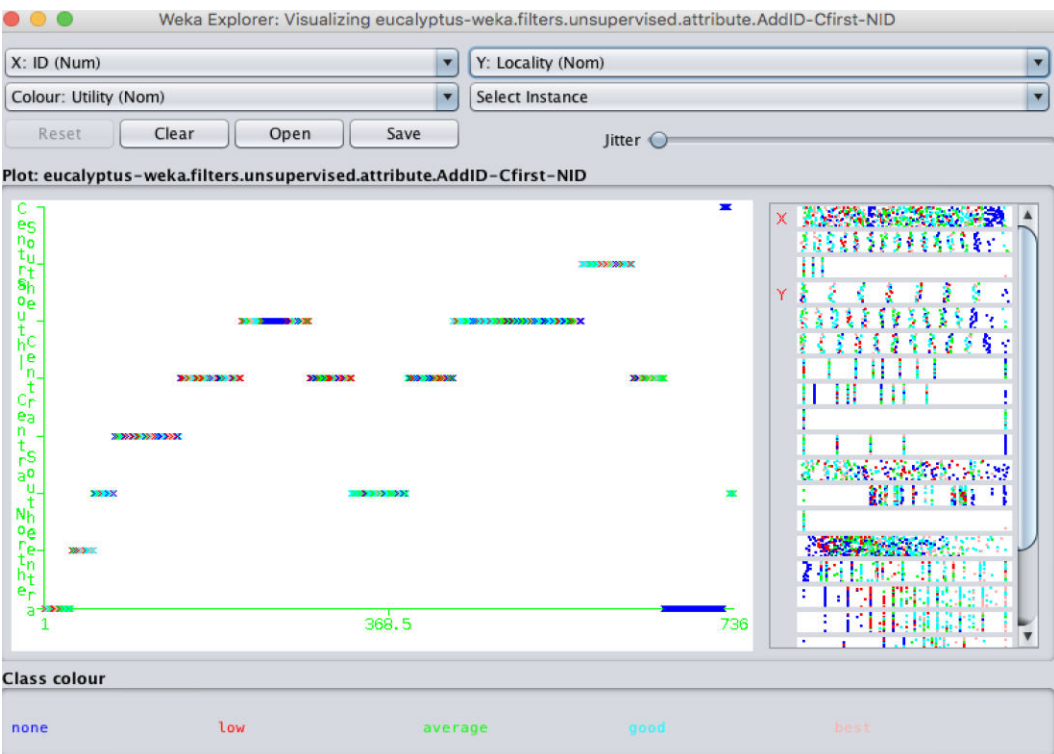 Weka Explorer: Visualizing eucalyptus-weka.filters.unsupervised.attribute.AddID-Cfirst-NID
X: ID (Num)
Y: Locality (Nom)
Colour: Utility (Nom)
Select Instance
Reset
Clear
Open
Save
Jitter
Plot: eucalyptus-weka.filters.unsupervised.attribute.AddID-Cfirst-NID
X
Y
1
368.5
736
Class colour
none
low
average
good
best